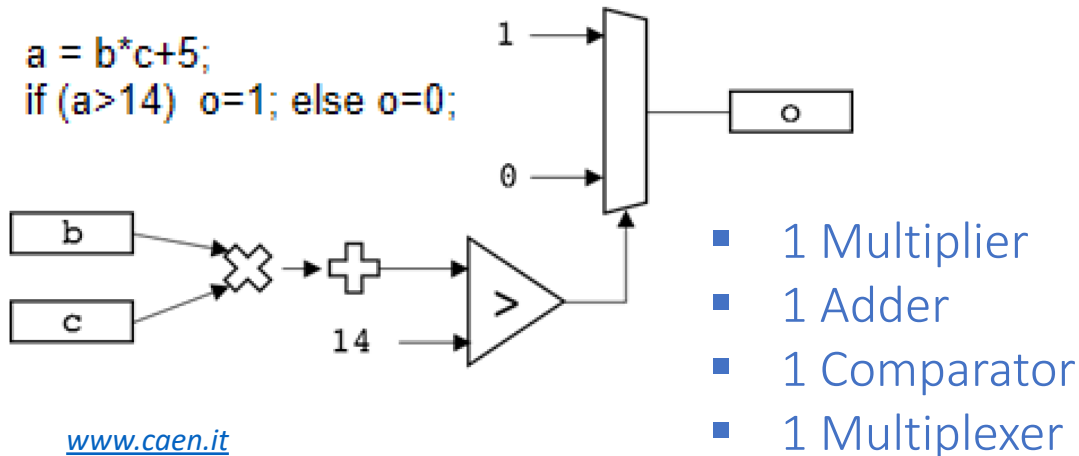 a = b*c+5;
if (a>14) o=1; else o=0;
1
o
0
b
c
>
14
▪ 1 Multiplier
▪ 1 Adder
▪ 1 Comparator
▪ 1 Multiplexer
www.caen.it